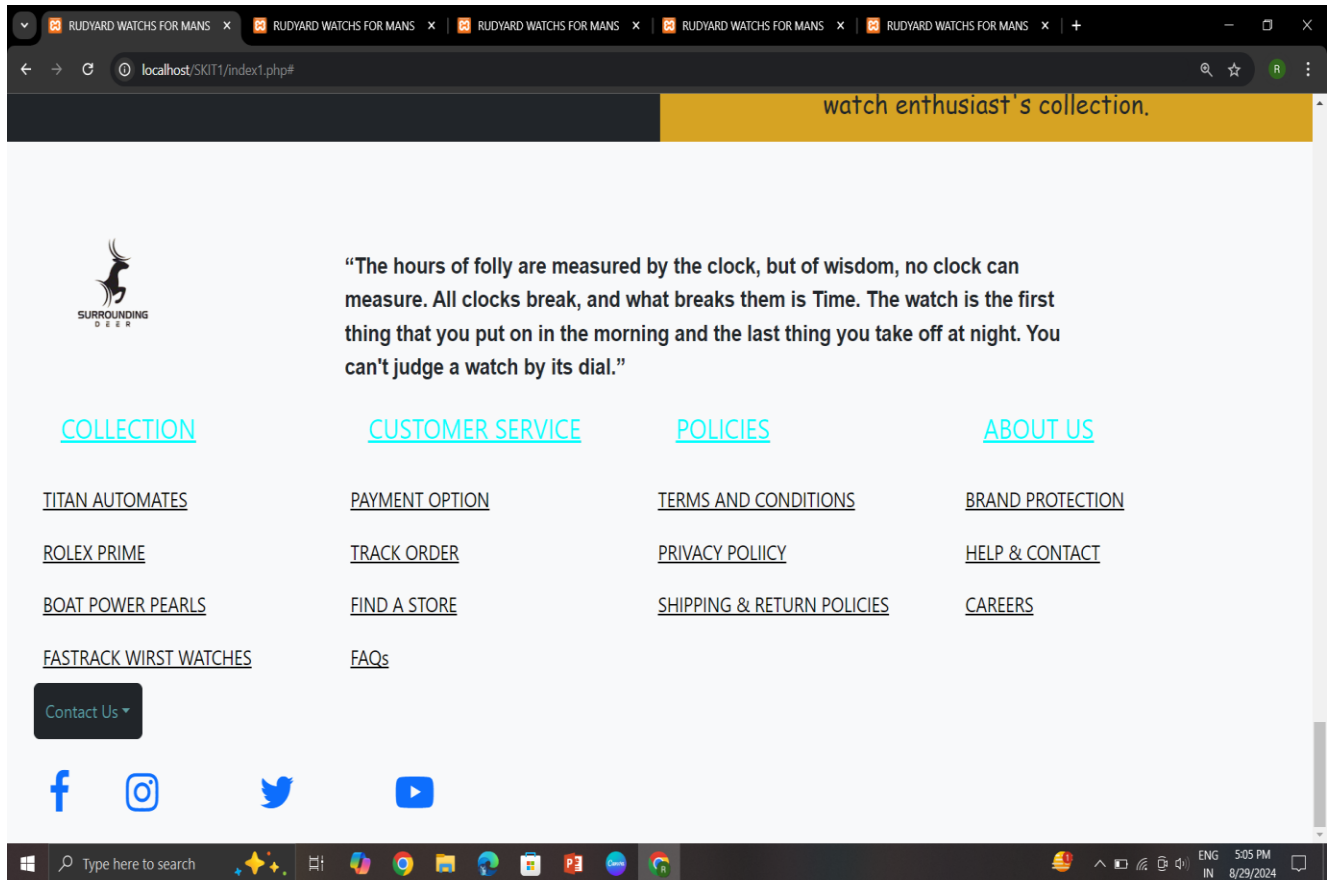 RUDYARD WATCHS FOR MANS RUDYARD WATCHS FOR MANS RUDYARD WATCHS FOR MANS RUDYARD WATCHS FOR MANS RUDYARD WATCHS FOR MANS
localhost/SKIT1/index1.php# R
watch enthusiast's collection.
SURROUNDING
DEER
“The hours of folly are measured by the clock, but of wisdom, no clock can
measure. All clocks break, and what breaks them is Time. The watch is the first
thing that you put on in the morning and the last thing you take off at night. You
can't judge a watch by its dial.”
COLLECTION CUSTOMER SERVICE POLICIES ABOUT US
TITAN AUTOMATES PAYMENT OPTION TERMS AND CONDITIONS BRAND PROTECTION
ROLEX PRIME TRACK ORDER PRIVACY POLIICY HELP & CONTACT
BOAT POWER PEARLS FIND A STORE SHIPPING & RETURN POLICIES CAREERS
FASTRACK WIRST WATCHES FAQs
Contact Us
Type here to search ENG 5:05 PM
IN 8/29/2024